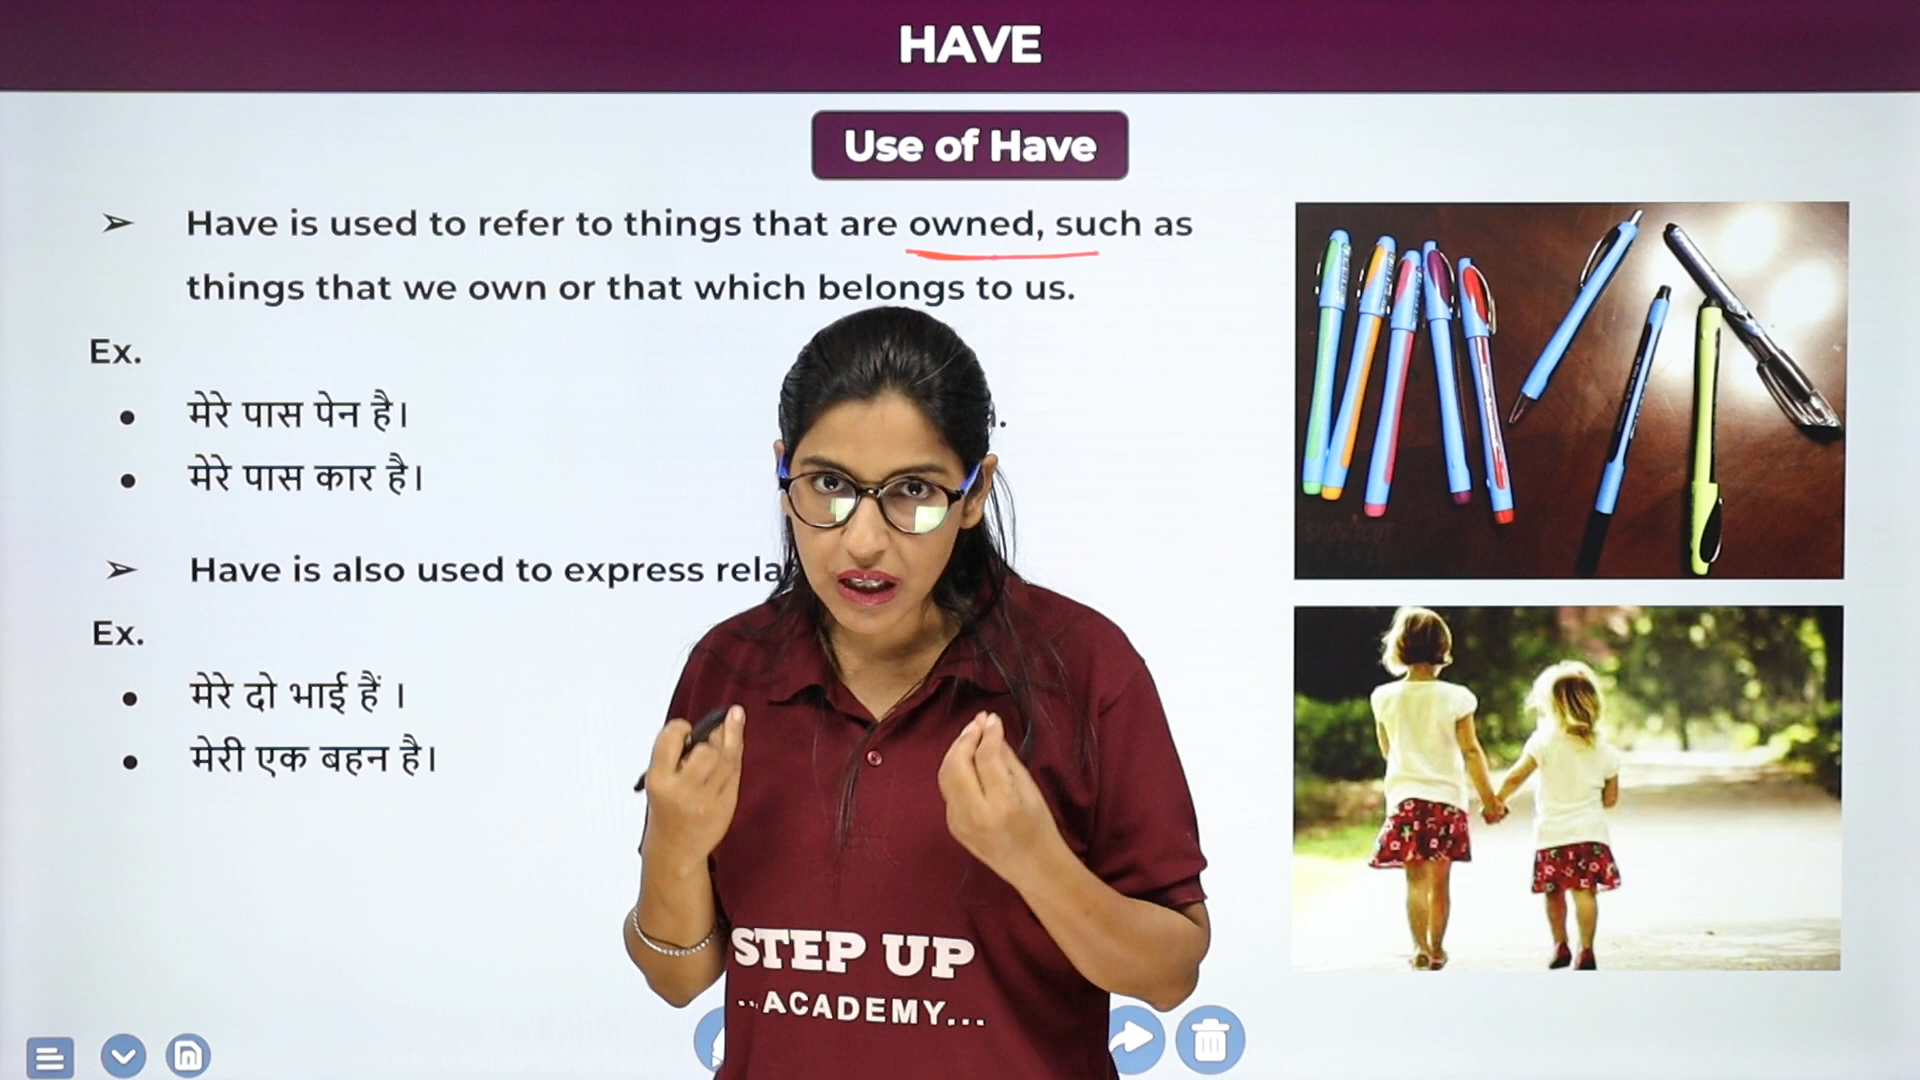 HAVE
Use of Have
➢ Have is used to refer to things that are owned, such as
things that we own or that which belongs to us.
Ex.
• मेरे पास पेन है।
• मेरे पास कार है।
➢ Have is also used to express
Ex.
• मेरे दो भाई हैं ।
• मेरी एक बहन है।
STEP UP
...ACADEMY...